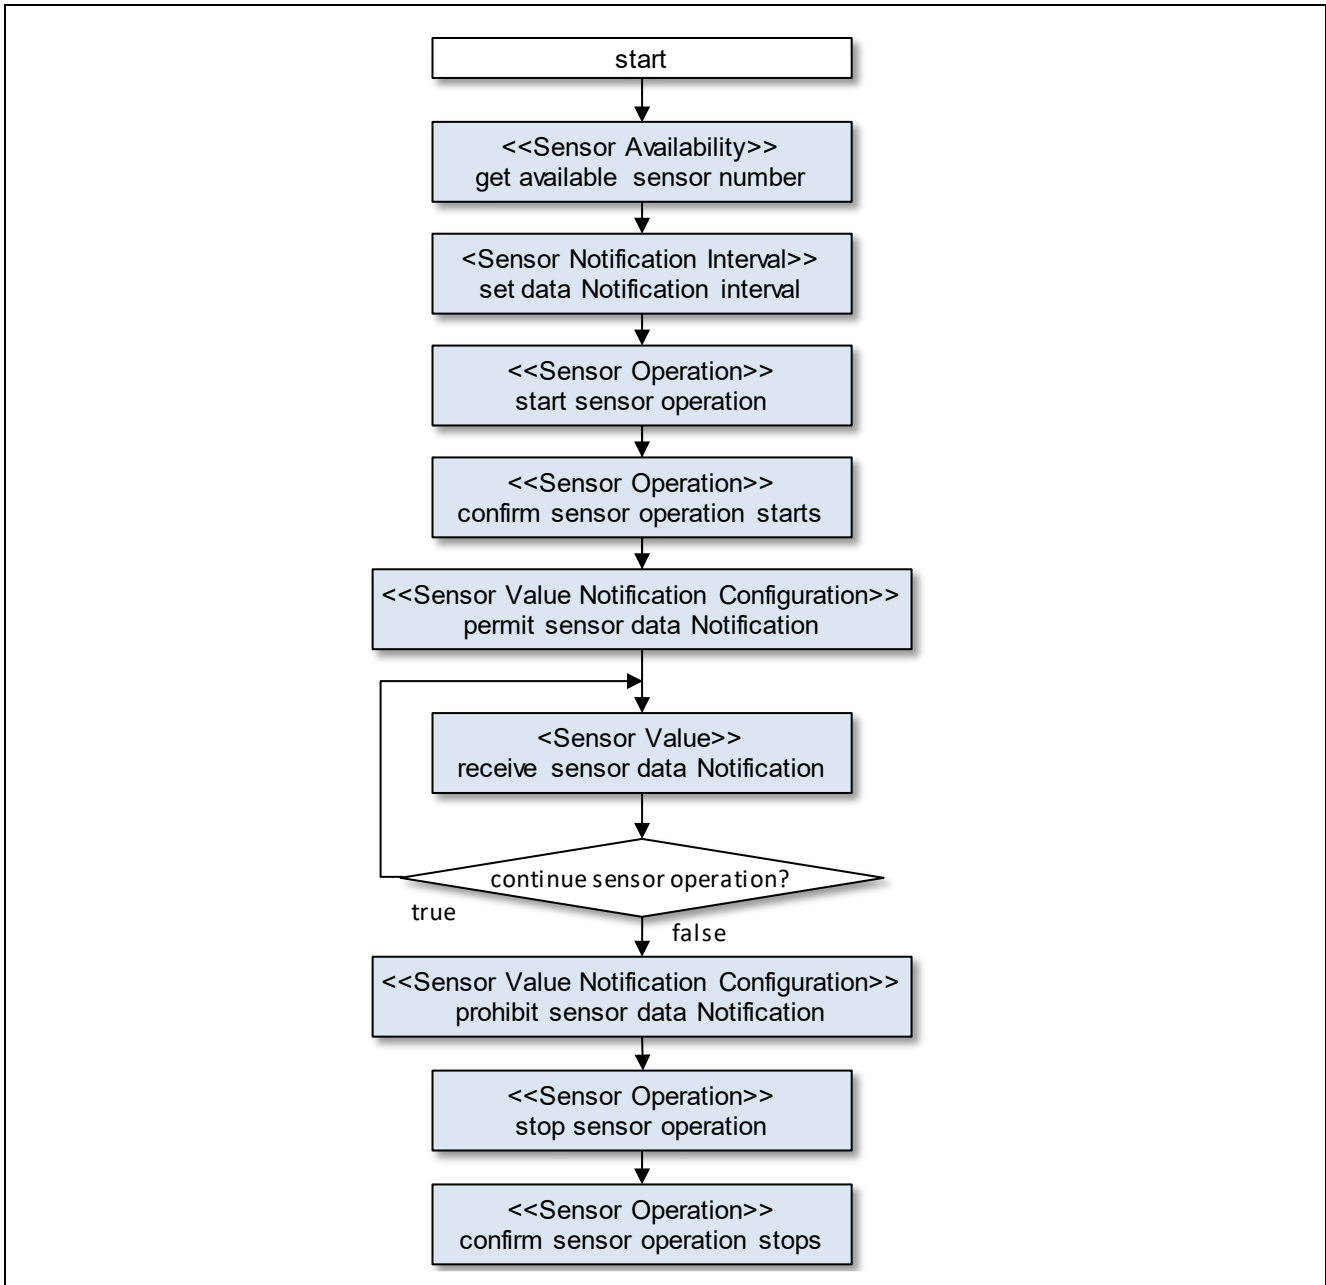 start
<<Sensor Availability>>
get available sensor number
<Sensor Notification Interval>>
set data Notification interval
<<Sensor Operation>>
start sensor operation
<<Sensor Operation>>
confirm sensor operation starts
<<Sensor Value Notification Configuration>>
permit sensor data Notification
<Sensor Value>>
receive sensor data Notification
continue sensor operation?
true
false
<<Sensor Value Notification Configuration>>
prohibit sensor data Notification
<<Sensor Operation>>
stop sensor operation
<<Sensor Operation>>
confirm sensor operation stops